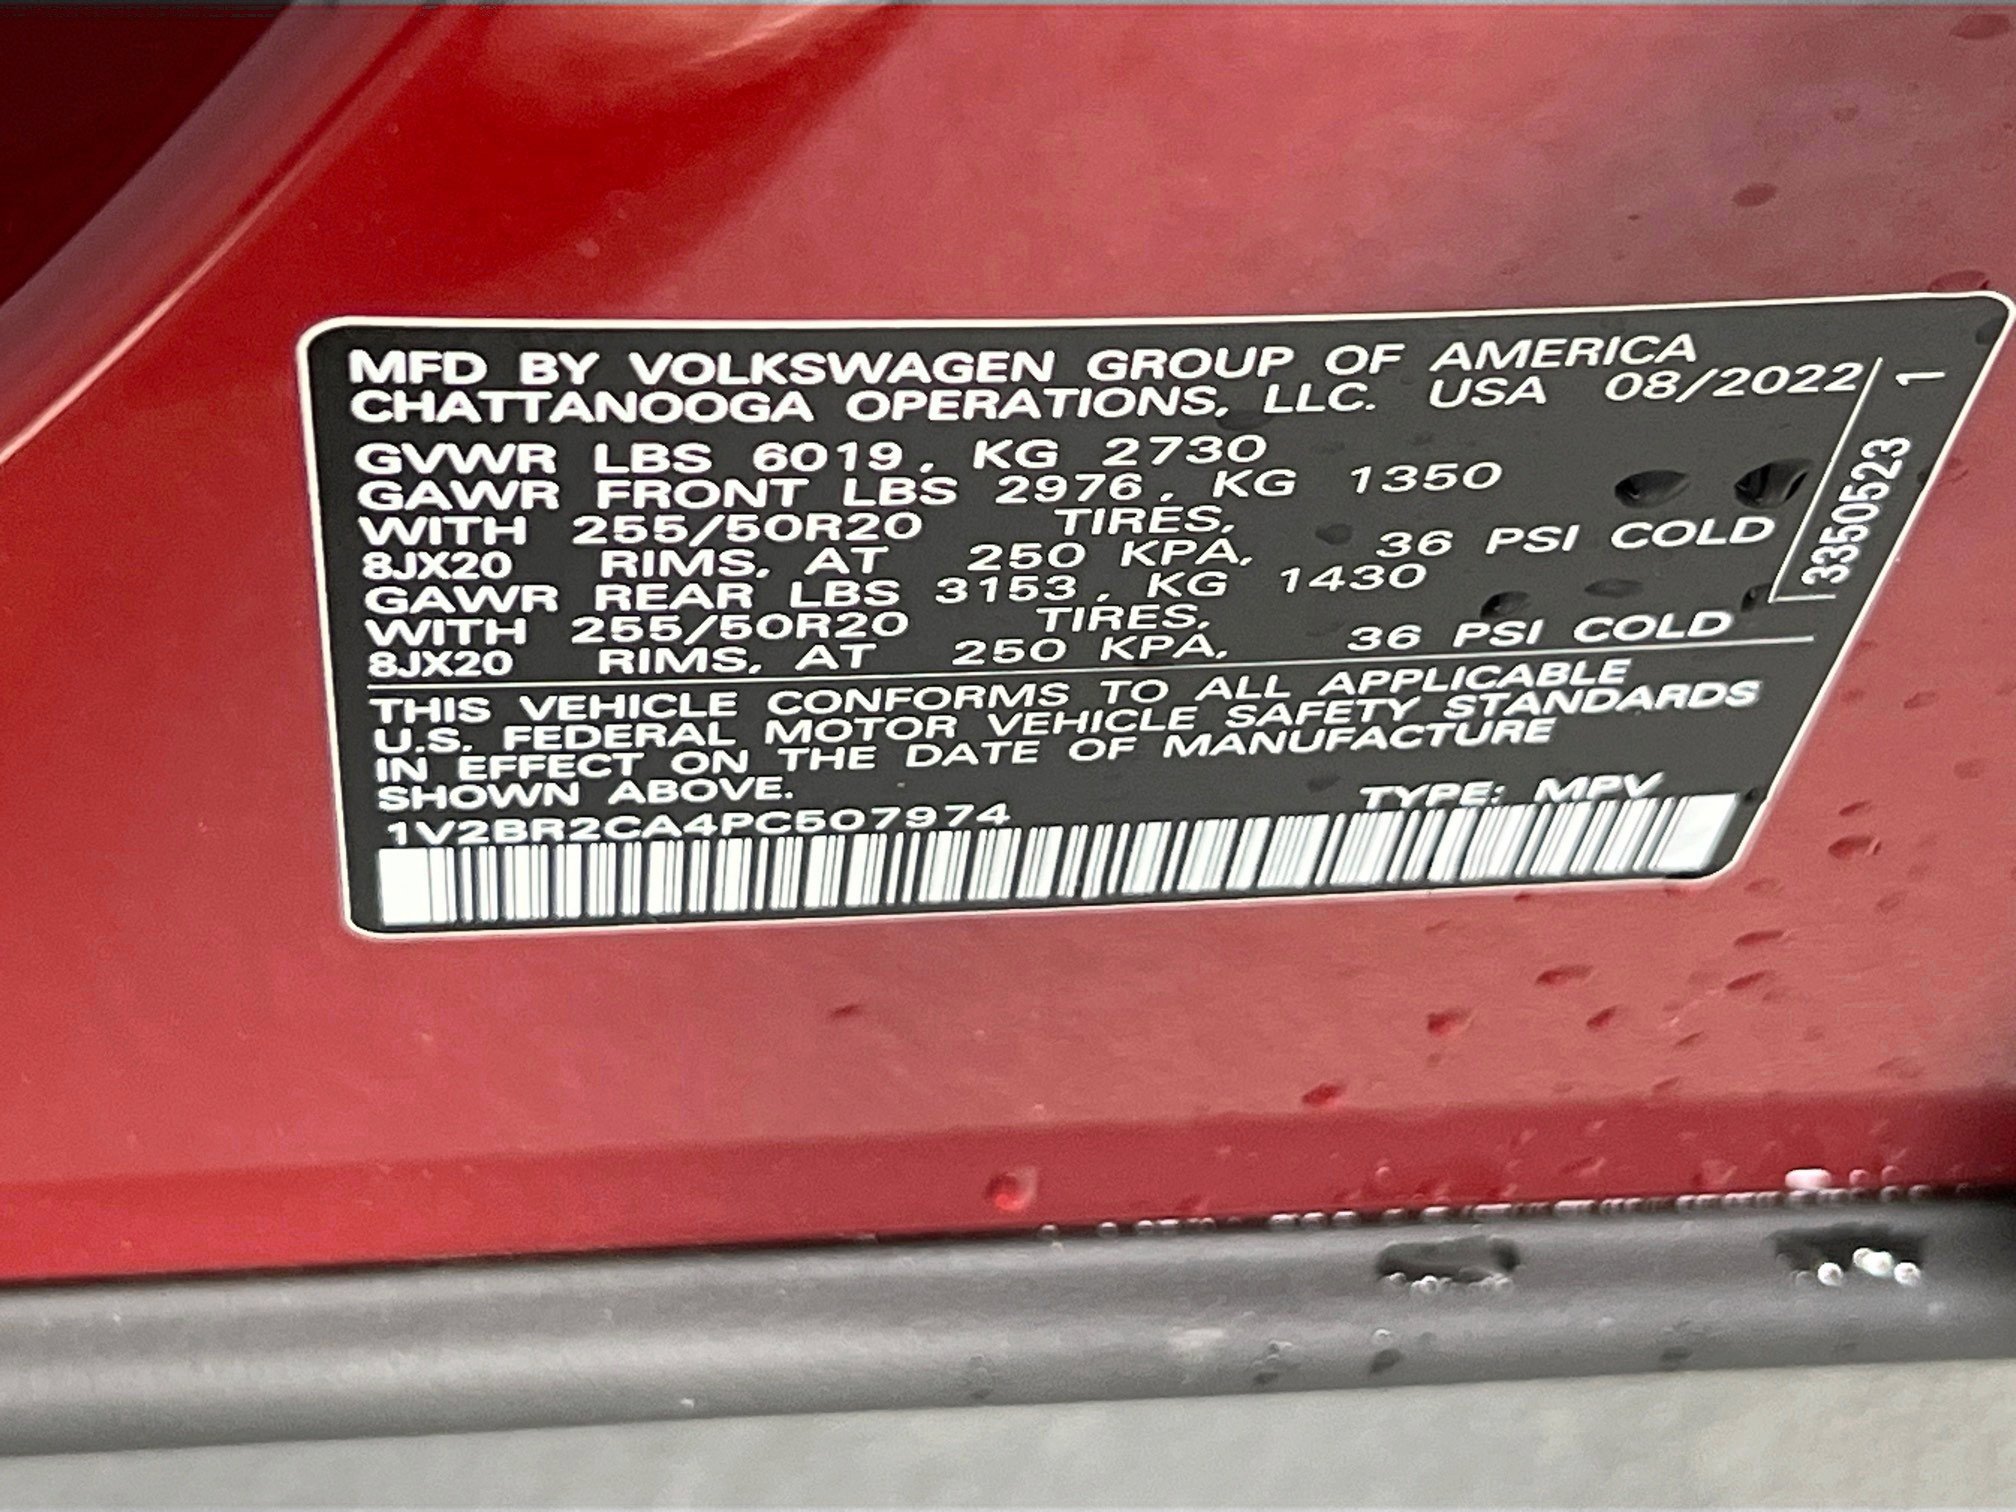 MFD BY VOLKSWAGEN GROUP OF AMERICA
CHATTANOOGA OPERATIONS, LLC. USA 08/2022
GVWR LBS 6019, KG 2730
GAWR FRONT LBS 2976, KG 1350
WITH 255/50R20 TIRES,
8JX20 RIMS, AT 250 KPA, 36 PSI COLD
GAWR REAR LBS 3153, KG 1430
WITH 255/50R20 TIRES,
8JX20 RIMS, AT 250 KPA, 36 PSI COLD
THIS VEHICLE CONFORMS TO ALL APPLICABLE
U.S. FEDERAL MOTOR VEHICLE SAFETY STANDARDS
IN EFFECT ON THE DATE OF MANUFACTURE
SHOWN ABOVE. TYPE: MPV
1V2BR2CA4PC507974
3350523 1